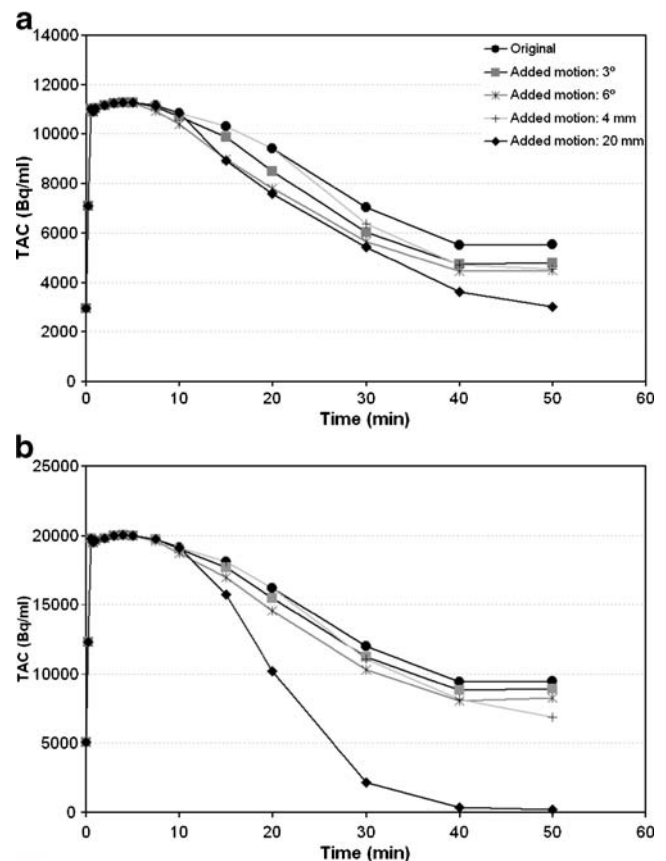 a
14000
12000
10000
8000
6000
4000
2000
0
TAC (Bq/ml)
Original
Added motion: 3º
Added motion: 6º
Added motion: 4 mm
Added motion: 20 mm
0 10 20 30 40 50 60
Time (min)
b
25000
20000
15000
10000
5000
0
TAC (Bq/ml)
0 10 20 30 40 50 60
Time (min)